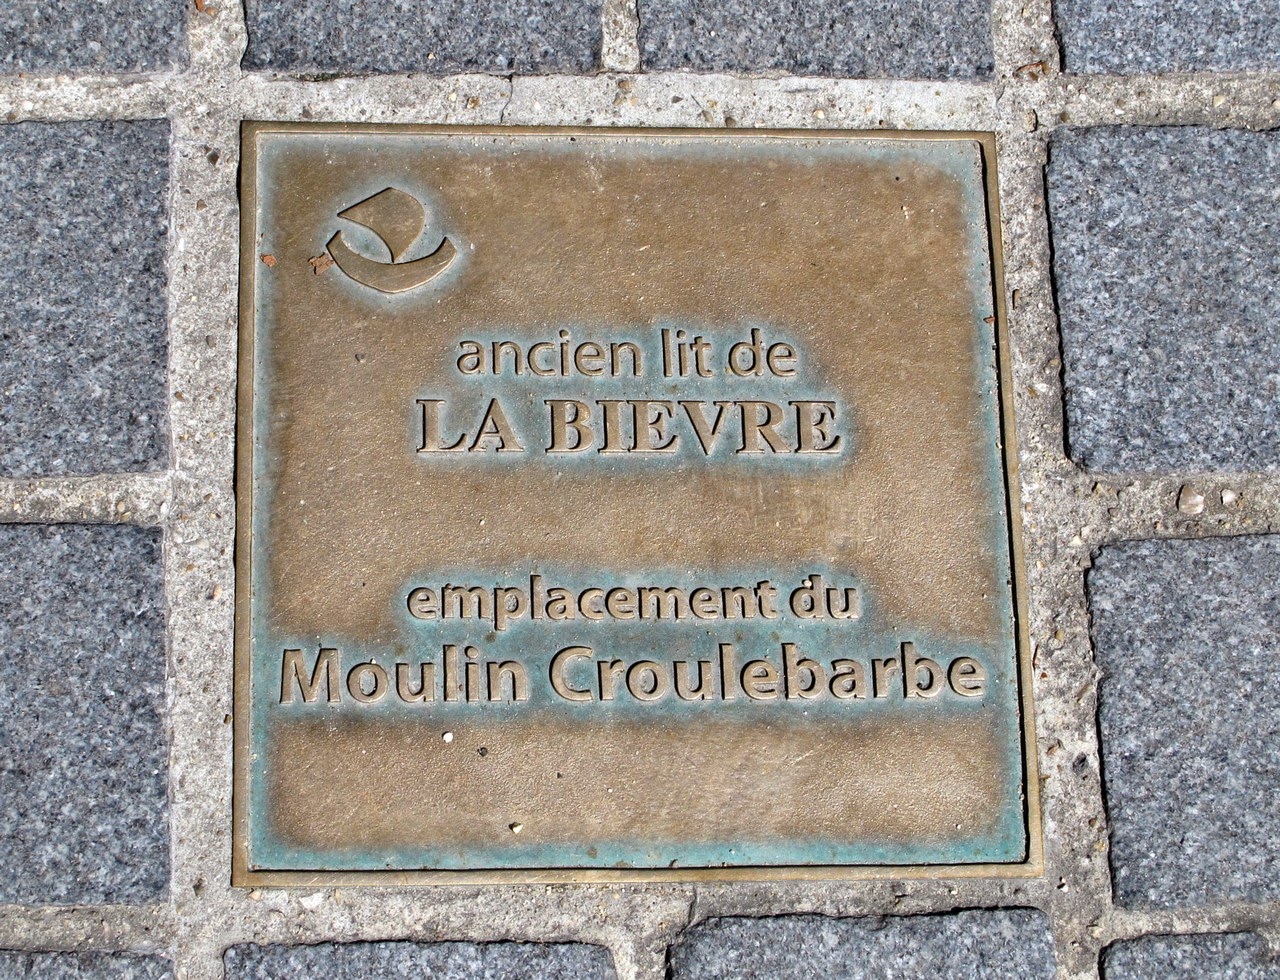 ancien lit de
LA BIEVRE
emplacement du
Moulin Croulebarbe